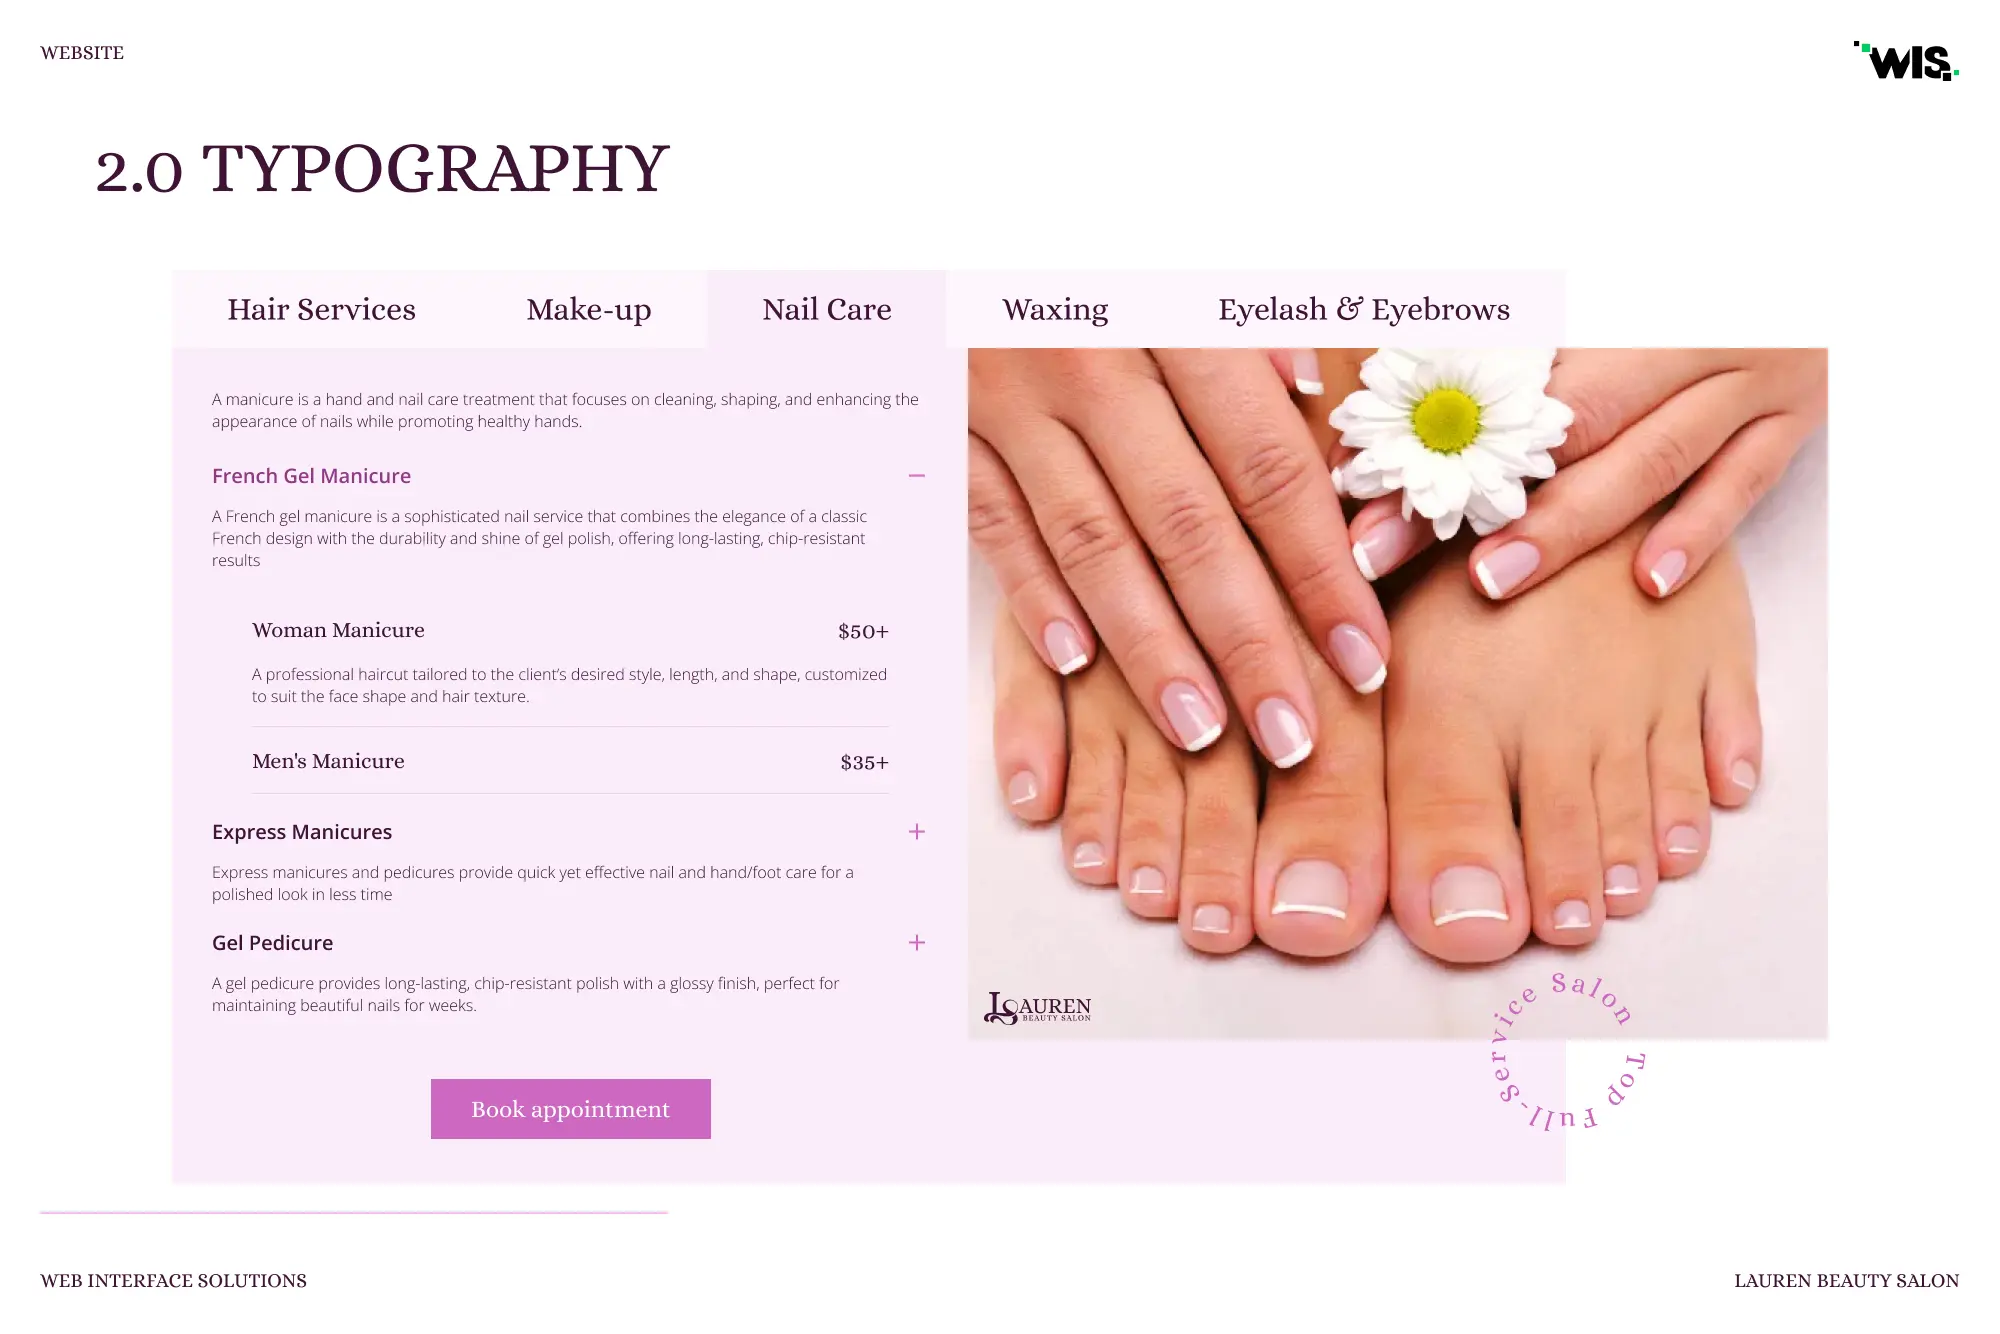 WEBSITE
WIS.
2.0 TYPOGRAPHY
Hair Services
Make-up
Nail Care
Waxing
Eyelash & Eyebrows
A manicure is a hand and nail care treatment that focuses on cleaning, shaping, and enhancing the
appearance of nails while promoting healthy hands.
French Gel Manicure
A French gel manicure is a sophisticated nail service that combines the elegance of a classic
French design with the durability and shine of gel polish, offering long-lasting, chip-resistant
results
Woman Manicure $50+
A professional haircut tailored to the client’s desired style, length, and shape, customized
to suit the face shape and hair texture.
Men's Manicure $35+
Express Manicures
Express manicures and pedicures provide quick yet effective nail and hand/foot care for a
polished look in less time
Gel Pedicure
A gel pedicure provides long-lasting, chip-resistant polish with a glossy finish, perfect for
maintaining beautiful nails for weeks.
Book appointment
LAUREN
BEAUTY SALON
Top Full-Service Salon
WEB INTERFACE SOLUTIONS
LAUREN BEAUTY SALON